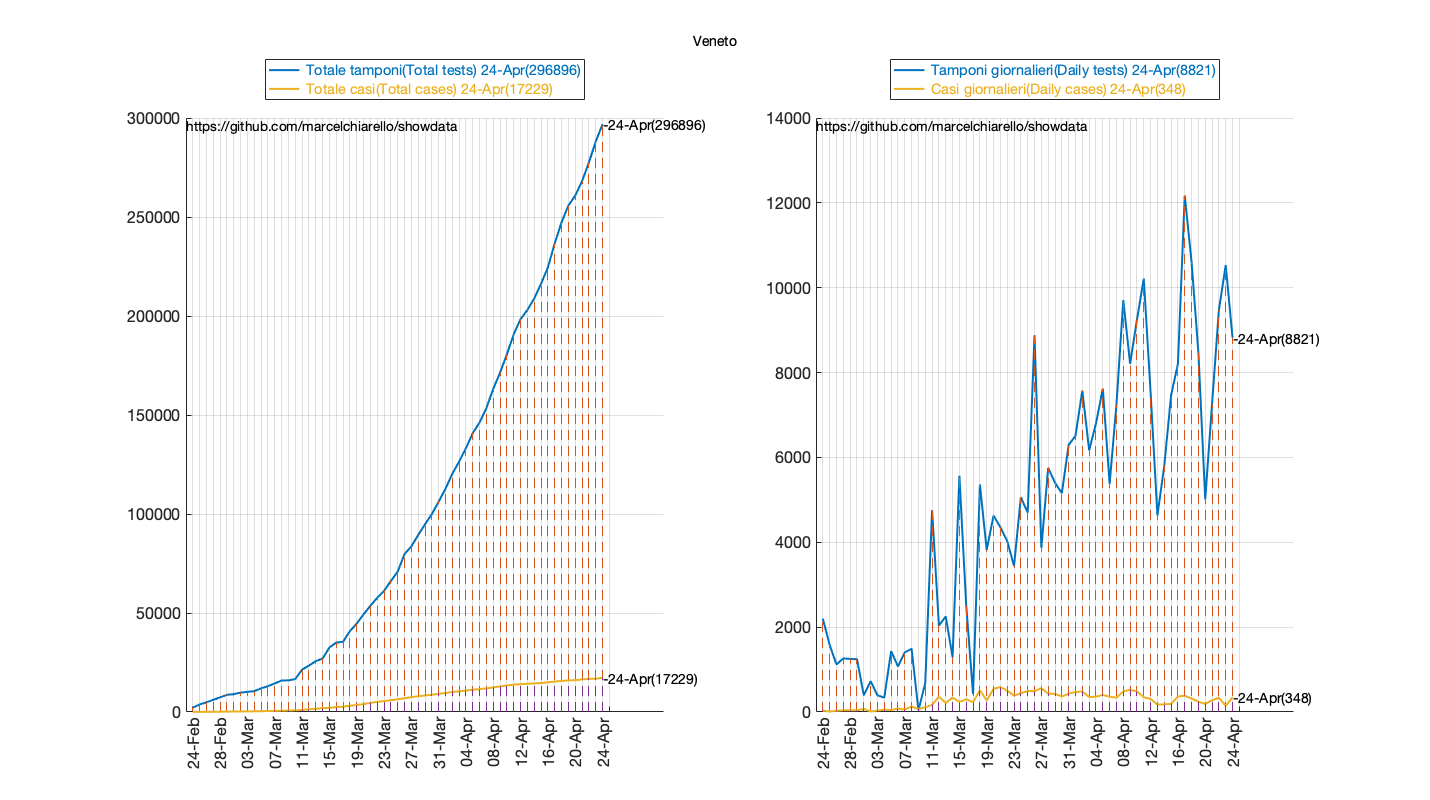 Veneto
Totale tamponi(Total tests) 24-Apr(296896)
Totale casi(Total cases) 24-Apr(17229)
https://github.com/marcelchiarello/showdata
300000
250000
200000
150000
100000
50000
0
-24-Apr(296896)
-24-Apr(17229)
24-Feb
28-Feb
03-Mar
07-Mar
11-Mar
15-Mar
19-Mar
23-Mar
27-Mar
31-Mar
04-Apr
08-Apr
12-Apr
16-Apr
20-Apr
24-Apr
Tamponi giornalieri(Daily tests) 24-Apr(8821)
Casi giornalieri(Daily cases) 24-Apr(348)
https://github.com/marcelchiarello/showdata
14000
12000
10000
8000
6000
4000
2000
0
-24-Apr(8821)
-24-Apr(348)
24-Feb
28-Feb
03-Mar
07-Mar
11-Mar
15-Mar
19-Mar
23-Mar
27-Mar
31-Mar
04-Apr
08-Apr
12-Apr
16-Apr
20-Apr
24-Apr